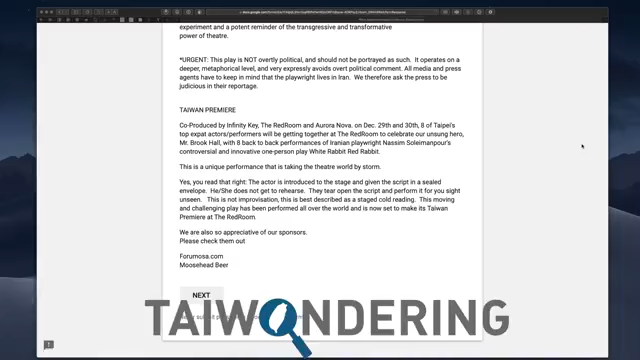 experiment and a potent reminder of the transgressive and transformative
power of theatre.
*URGENT: This play is NOT overtly political, and should not be portrayed as such. It operates on a
deeper, metaphorical level, and very expressly avoids overt political comment. All media and press
agents have to keep in mind that the playwright lives in Iran. We therefore ask the press to be
judicious in their reportage.
TAIWAN PREMIERE
Co-Produced by Infinity Key, The RedRoom and Aurora Nova. on Dec. 29th and 30th, 8 of Taipei's
top expat actors/performers will be getting together at The RedRoom to celebrate our unsung hero,
Mr. Brook Hall, with 8 back to back performances of Iranian playwright Nassim Soleimanpour's
controversial and innovative one-person play White Rabbit Red Rabbit.
This is a unique performance that is taking the theatre world by storm.
Yes, you read that right: The actor is introduced to the stage and given the script in a sealed
envelope. He/She does not get to rehearse. They tear open the script and perform it for you sight
unseen. This is not improvisation, this is best described as a staged cold reading. This moving
and challenging play has been performed all over the world and is now set to make its Taiwan
Premiere at The RedRoom.
We are also so appreciative of our sponsors.
Please check them out
Forumosa.com
Moosehead Beer
NEXT
TAIWONDERING